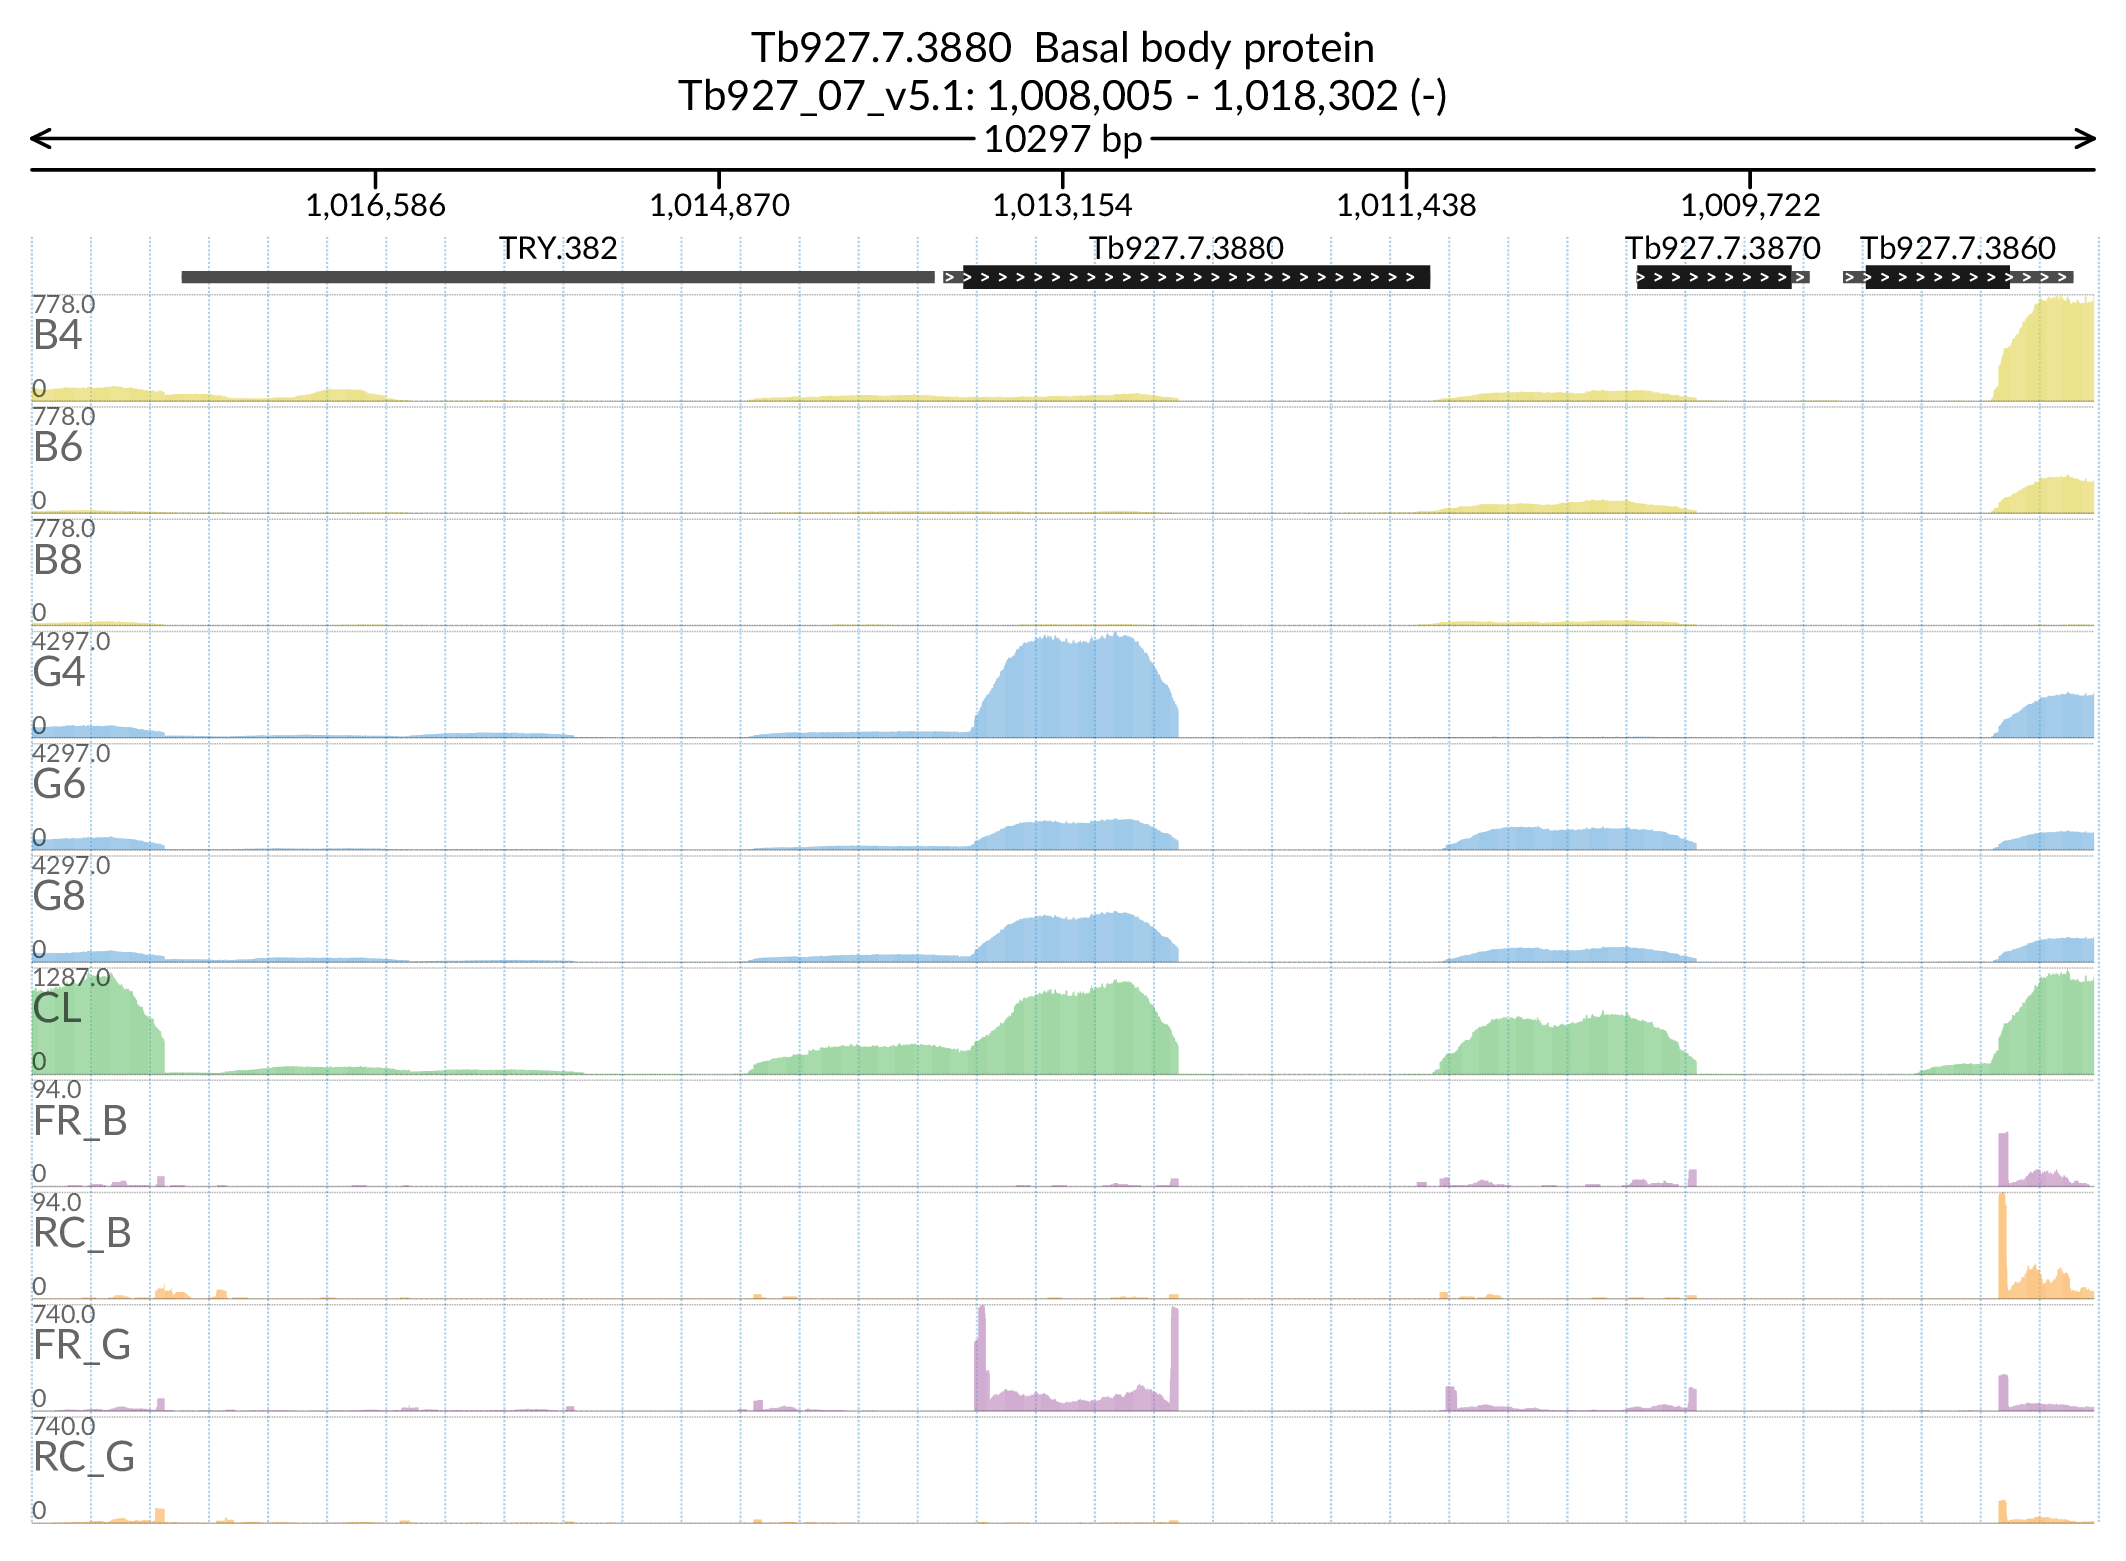 Tb927.7.3880  Basal body protein
Tb927_07_v5.1: 1,008,005 - 1,018,302 (-)
10297 bp
1,016,586 1,014,870 1,013,154 1,011,438 1,009,722
TRY.382 Tb927.7.3880 Tb927.7.3870 Tb927.7.3860
778.0
B4
0
778.0
B6
0
778.0
B8
0
4297.0
G4
0
4297.0
G6
0
4297.0
G8
0
1287.0
CL
0
94.0
FR_B
0
94.0
RC_B
0
740.0
FR_G
0
740.0
RC_G
0